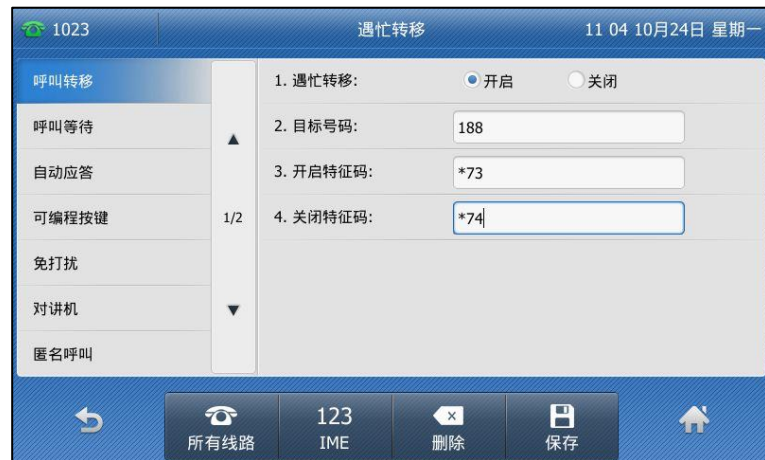 1023 遇忙转移 11 04 10月24日 星期一
呼叫转移
呼叫等待
自动应答
可编程按键
免打扰
对讲机
匿名呼叫
1/2
1. 遇忙转移: 开启 关闭
2. 目标号码: 188
3. 开启特征码: *73
4. 关闭特征码: *74
所有线路
123
IME
删除
保存